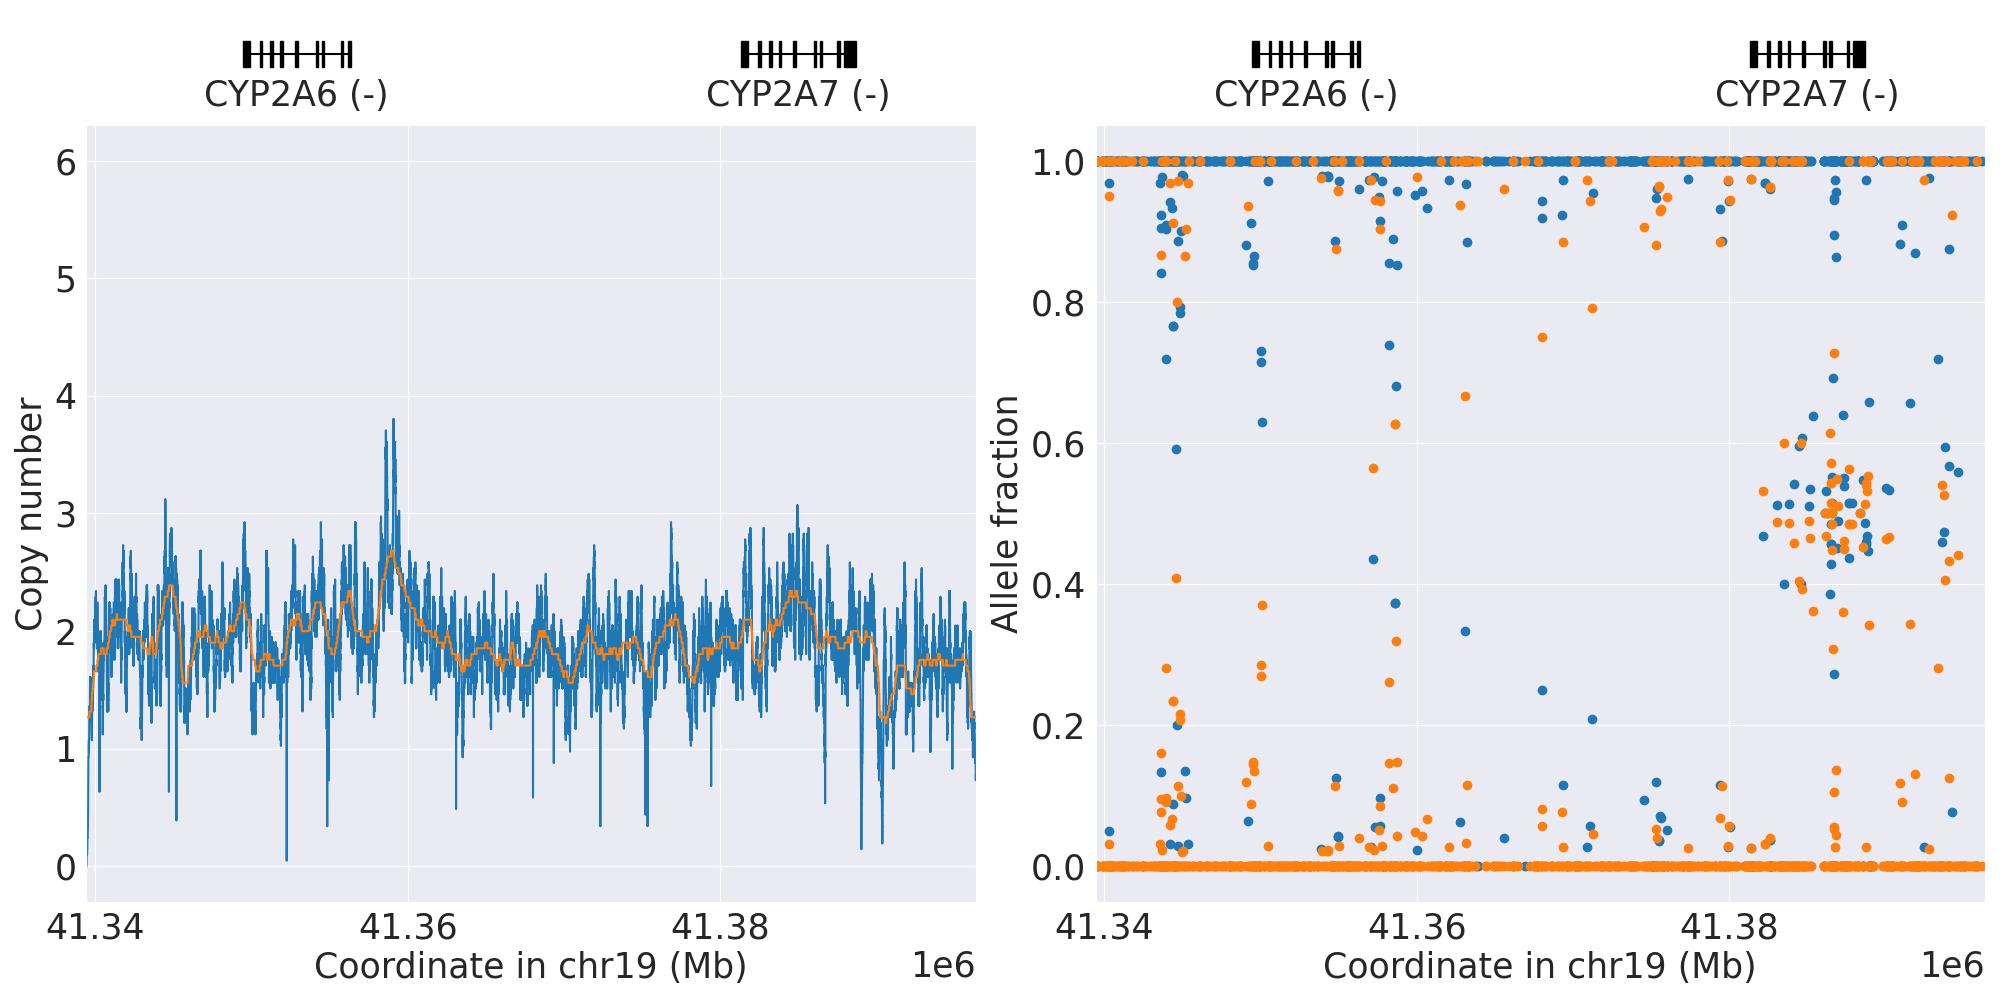 CYP2A6 (-)
CYP2A7 (-)
6
5
4
3
2
1
0
Copy number
41.34
41.36
41.38
Coordinate in chr19 (Mb)
1e6
CYP2A6 (-)
CYP2A7 (-)
1.0
0.8
0.6
0.4
0.2
0.0
Allele fraction
41.34
41.36
41.38
Coordinate in chr19 (Mb)
1e6